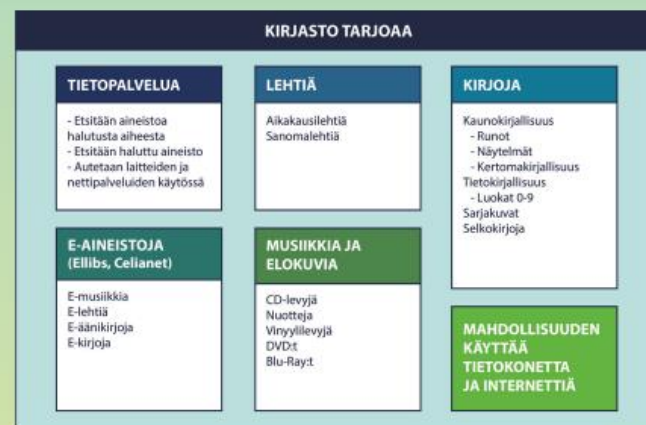 KIRJASTO TARJOAA
TIETOPALVELUA
- Etsitään aineistoa
halutusta aiheesta
- Etsitään haluttu aineisto
- Autetaan laitteiden ja
nettipalveluiden käytössä
LEHTIÄ
Aikakausilehtiä
Sanomalehtiä
KIRJOJA
Kaunokirjallisuus
- Runot
- Näytelmät
- Kertomakirjallisuus
Tietokirjallisuus
- Luokat 0-9
Sarjakuvat
Selkokirjoja
E-AINEISTOJA
(Ellibs, Celianet)
E-musiikkia
E-lehtiä
E-äänikirjoja
E-kirjoja
MUSIIKKIA JA
ELOKUVIA
CD-levyjä
Nuotteja
Vinyylilevyjä
DVD:t
Blu-Ray:t
MAHDOLLISUUDEN
KÄYTTÄÄ
TIETOKONETTA
JA INTERNETTIÄ